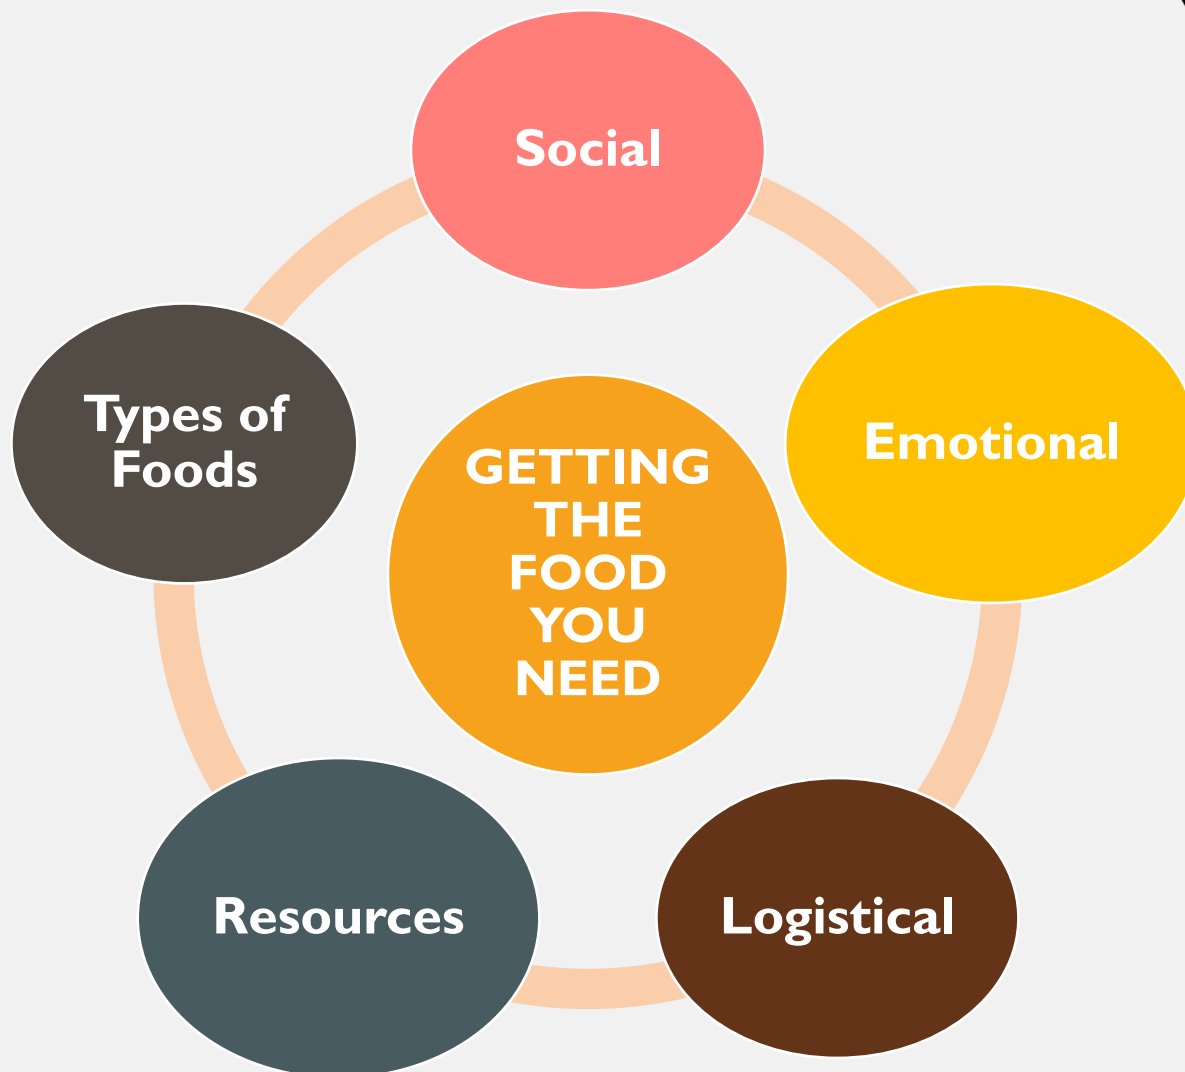 Social
Emotional
Types of
Foods
GETTING
THE
FOOD
YOU
NEED
Resources
Logistical